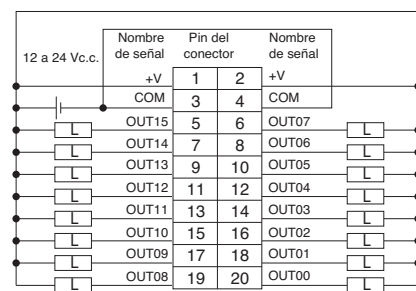 Nombre de señal Pin del conector Nombre de señal
12 a 24 Vc.c.
+V 1 2 +V
COM 3 4 COM
L OUT15 5 6 OUT07 L
L OUT14 7 8 OUT06 L
L OUT13 9 10 OUT05 L
L OUT12 11 12 OUT04 L
L OUT11 13 14 OUT03 L
L OUT10 15 16 OUT02 L
L OUT09 17 18 OUT01 L
L OUT08 19 20 OUT00 L